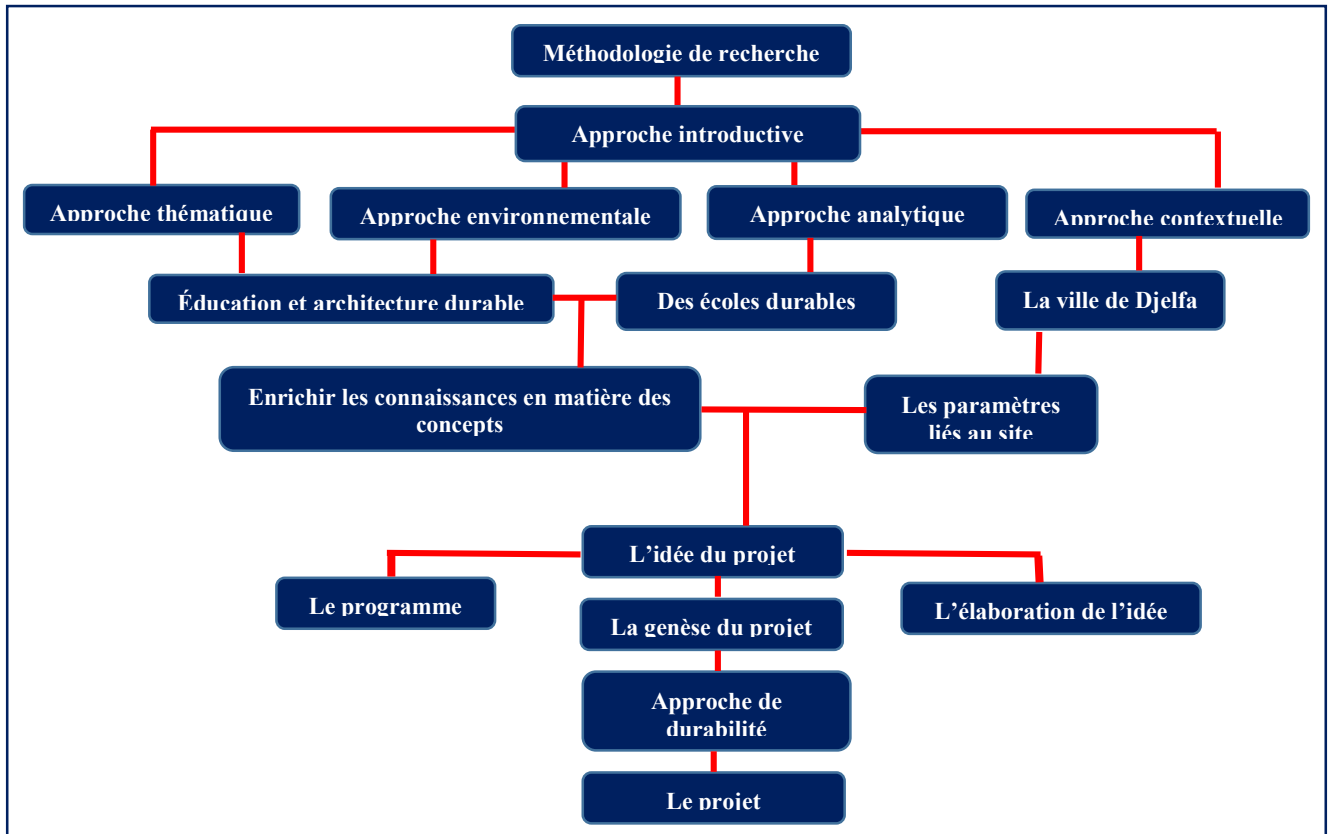 Méthodologie de recherche
Approche introductive
Approche thématique
Approche environnementale
Approche analytique
Approche contextuelle
Éducation et architecture durable
Des écoles durables
La ville de Djelfa
Enrichir les connaissances en matière des
concepts
Les paramètres
liés au site
L’idée du projet
Le programme
La genèse du projet
L’élaboration de l’idée
Approche de
durabilité
Le projet